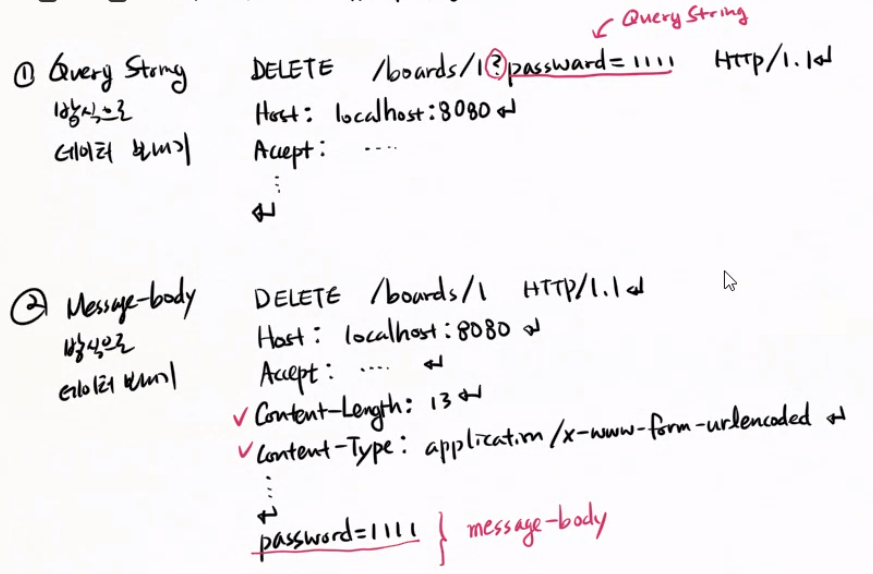 Query String
① Query String DELETE /boards/1?passward=1111 HTTP/1.1↵
방식으로 Host: localhost:8080 ↵
데이터 보내기 Accept: ....
⋮
↵
② Message-body DELETE /boards/1 HTTP/1.1 ↵
방식으로 Host: localhost:8080 ↵
데이터 보내기 Accept: .... ↵
✓ Content-Length: 13 ↵
✓ Content-Type: application/x-www-form-urlencoded ↵
⋮
↵
password=1111 } message-body